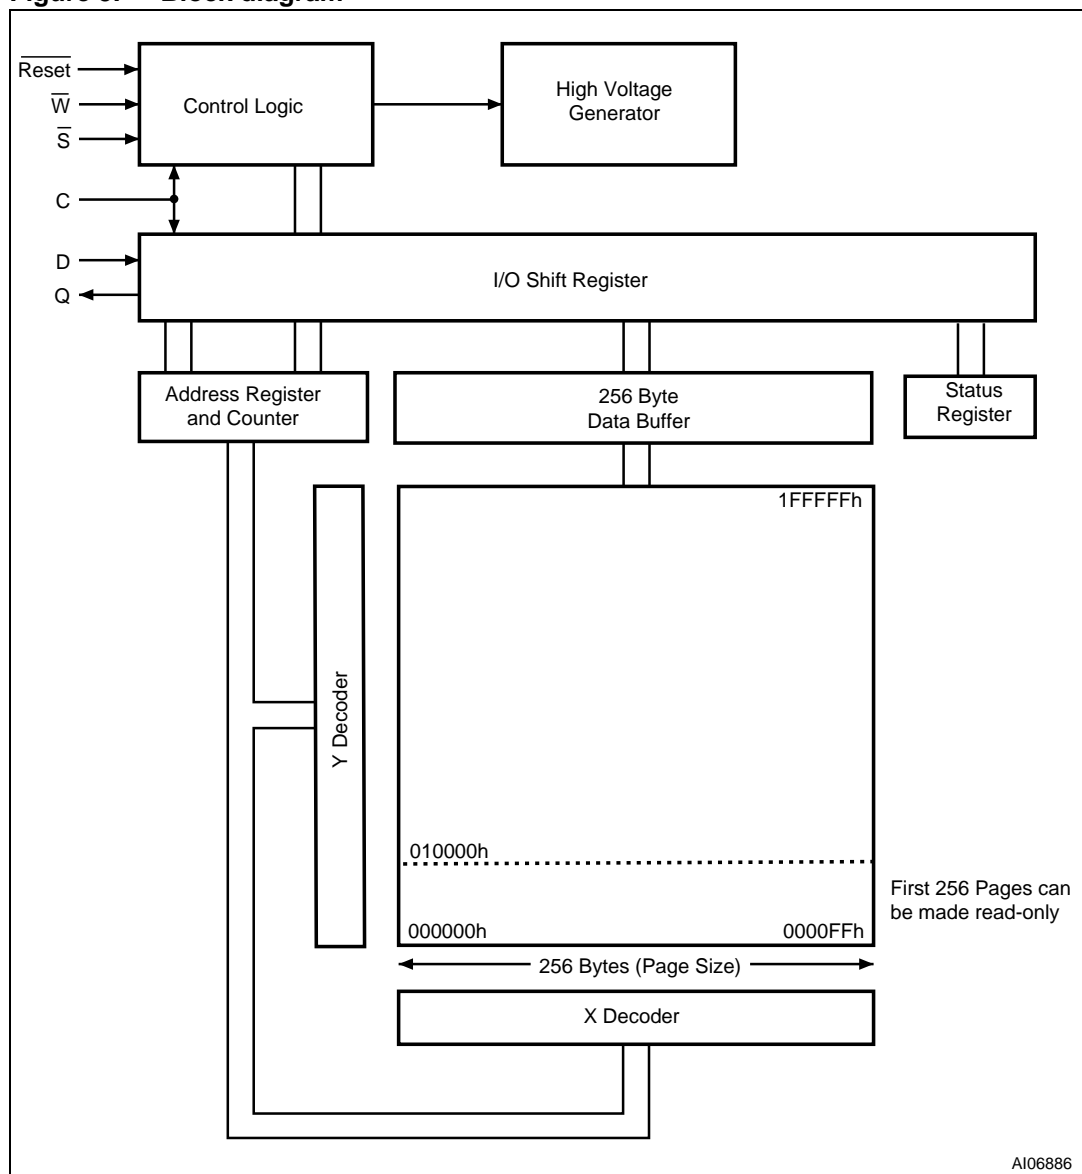 Figure 3. Block diagram
Reset
W
S
C
D
Q
Control Logic
High Voltage
Generator
I/O Shift Register
Address Register
and Counter
256 Byte
Data Buffer
Status
Register
1FFFFFh
Y Decoder
010000h
000000h
0000FFh
First 256 Pages can
be made read-only
256 Bytes (Page Size)
X Decoder
AI06886